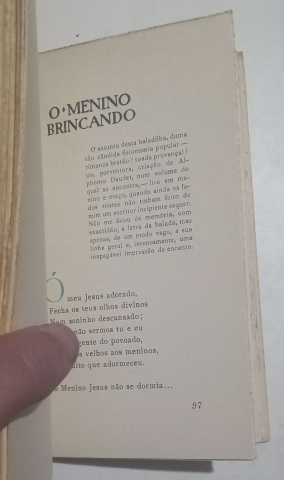 O MENINO
BRINCANDO
O assunto desta baladilha, duma
tão cândida fisionomia popular —
rimance bretão? toada provençal?
ou, porventura, criação de Al-
phonse Daudet, num volume do
qual se encontra, — li-o em me-
nino e moço, quando ainda os fa-
dos tristes não tinham feito de
mim um escritor incipiente sequer.
Não me ficou de memória, com
exactidão, a letra da balada, mas
apenas, de um modo vago, a sua
linha geral e, intensamente, uma
inapagável impressão de encanto.
Ó meu Jesus adorado,
Fecha os teus olhos divinos
Num soninho descansado;
não sermos tu e eu
gente do povoado,
velhos aos meninos,
que adormeceu.
Menino Jesus não se dormia...
97